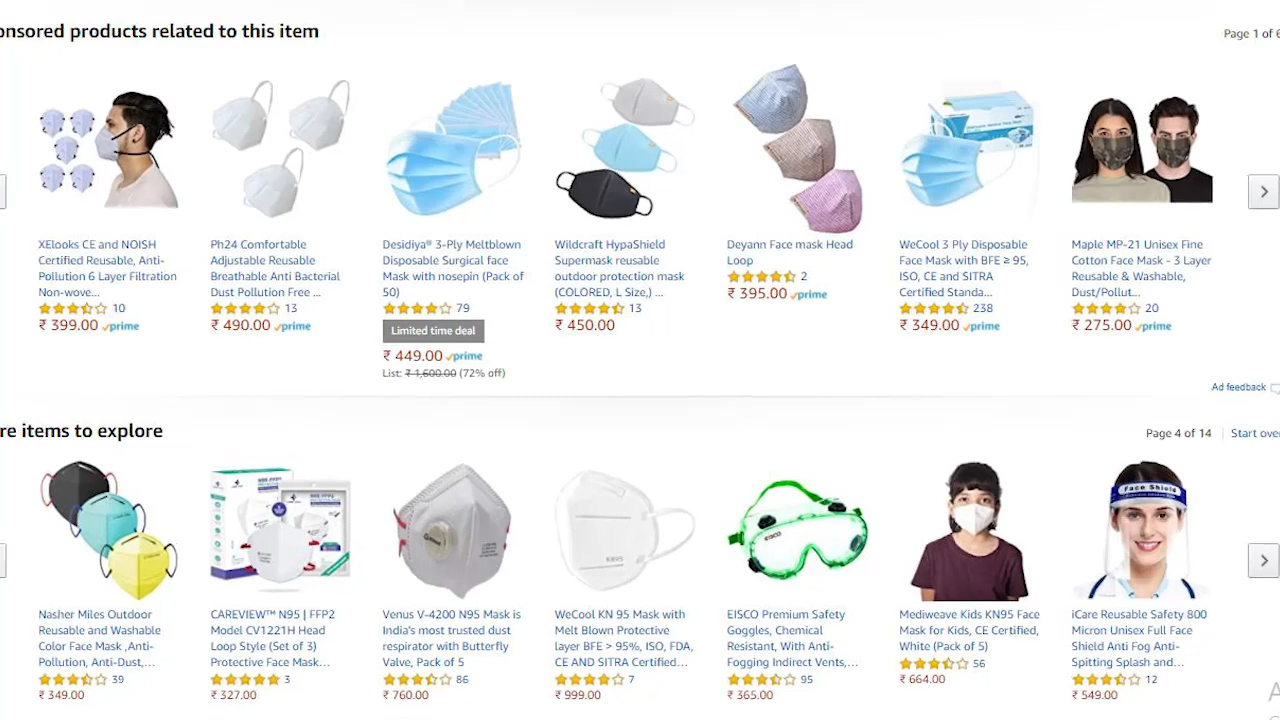 onsored products related to this item
Page 1 of 6
XElooks CE and NOISH
Certified Reusable, Anti-
Pollution 6 Layer Filtration
Non-wove...
10
₹ 399.00 prime
Ph24 Comfortable
Adjustable Reusable
Breathable Anti Bacterial
Dust Pollution Free ...
13
₹ 490.00 prime
Desidiya® 3-Ply Meltblown
Disposable Surgical face
Mask with nosepin (Pack of
50)
79
Limited time deal
₹ 449.00 prime
List: ₹ 1,600.00 (72% off)
Wildcraft HypaShield
Supermask reusable
outdoor protection mask
(COLORED, L Size,) ...
13
₹ 450.00
Deyann Face mask Head
Loop
2
₹ 395.00 prime
WeCool 3 Ply Disposable
Face Mask with BFE ≥ 95,
ISO, CE and SITRA
Certified Standa...
238
₹ 349.00 prime
Maple MP-21 Unisex Fine
Cotton Face Mask - 3 Layer
Reusable & Washable,
Dust/Pollut...
20
₹ 275.00 prime
Ad feedback
re items to explore
Page 4 of 14
Start over
Nasher Miles Outdoor
Reusable and Washable
Color Face Mask ,Anti-
Pollution, Anti-Dust,...
39
₹ 349.00
CAREVIEW™ N95 | FFP2
Model CV1221H Head
Loop Style (Set of 3)
Protective Face Mask...
3
₹ 327.00
Venus V-4200 N95 Mask is
India's most trusted dust
respirator with Butterfly
Valve, Pack of 5
86
₹ 760.00
KN95
WeCool KN 95 Mask with
Melt Blown Protective
layer BFE > 95%, ISO, FDA,
CE AND SITRA Certified...
7
₹ 999.00
EISCO
EISCO Premium Safety
Goggles, Chemical
Resistant, With Anti-
Fogging Indirect Vents,...
95
₹ 365.00
Mediweave Kids KN95 Face
Mask for Kids, CE Certified,
White (Pack of 5)
56
₹ 664.00
Face Shield
iCare Reusable Safety 800
Micron Unisex Full Face
Shield Anti Fog Anti-
Spitting Splash and...
12
₹ 549.00